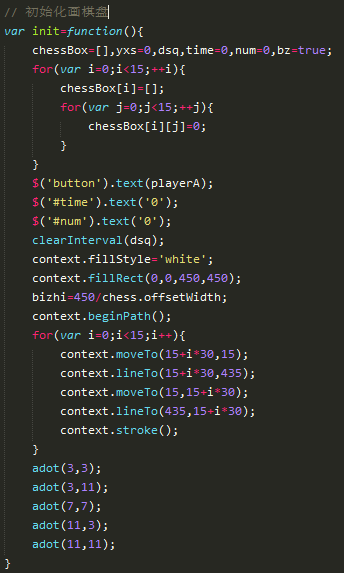 // 初始化画棋盘
var init=function(){
    chessBox=[],yxs=0,dsq,time=0,num=0,bz=true;
    for(var i=0;i<15;++i){
        chessBox[i]=[];
        for(var j=0;j<15;++j){
            chessBox[i][j]=0;
        }
    }
    $('button').text(playerA);
    $('#time').text('0');
    $('#num').text('0');
    clearInterval(dsq);
    context.fillStyle='white';
    context.fillRect(0,0,450,450);
    bizhi=450/chess.offsetWidth;
    context.beginPath();
    for(var i=0;i<15;i++){
        context.moveTo(15+i*30,15);
        context.lineTo(15+i*30,435);
        context.moveTo(15,15+i*30);
        context.lineTo(435,15+i*30);
        context.stroke();
    }
    adot(3,3);
    adot(3,11);
    adot(7,7);
    adot(11,3);
    adot(11,11);
}